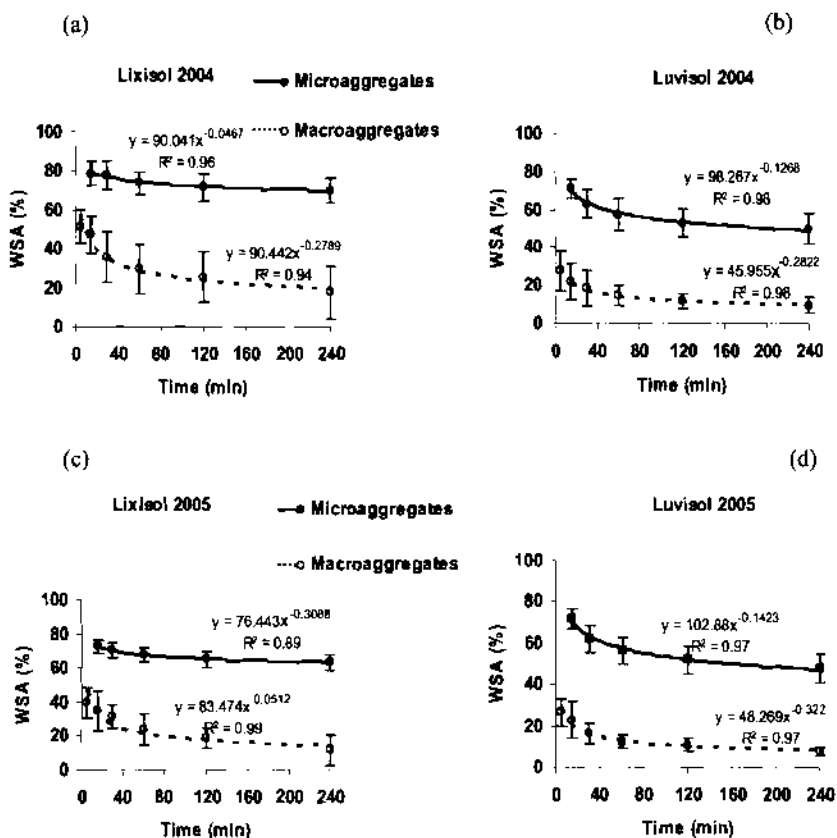 (a)
(b)
Lixisol 2004
Microaggregates
Macroaggregates
Luvisol 2004
y = 90.041x^-0.0467
R² = 0.96
y = 90.442x^-0.2789
R² = 0.94
WSA (%)
100
80
60
40
20
0
0 40 80 120 160 200 240
Time (min)
y = 98.267x^-0.1268
R² = 0.98
y = 45.955x^-0.2822
R² = 0.98
WSA (%)
100
80
60
40
20
0
0 40 80 120 160 200 240
Time (min)
(c)
(d)
Lixisol 2005
Microaggregates
Macroaggregates
Luvisol 2005
y = 76.443x^-0.3088
R² = 0.89
y = 83.474x^0.0512
R² = 0.99
WSA (%)
100
80
60
40
20
0
0 40 80 120 160 200 240
Time (min)
y = 102.88x^-0.1423
R² = 0.97
y = 48.269x^-0.322
R² = 0.97
WSA (%)
100
80
60
40
20
0
0 40 80 120 160 200 240
Time (min)